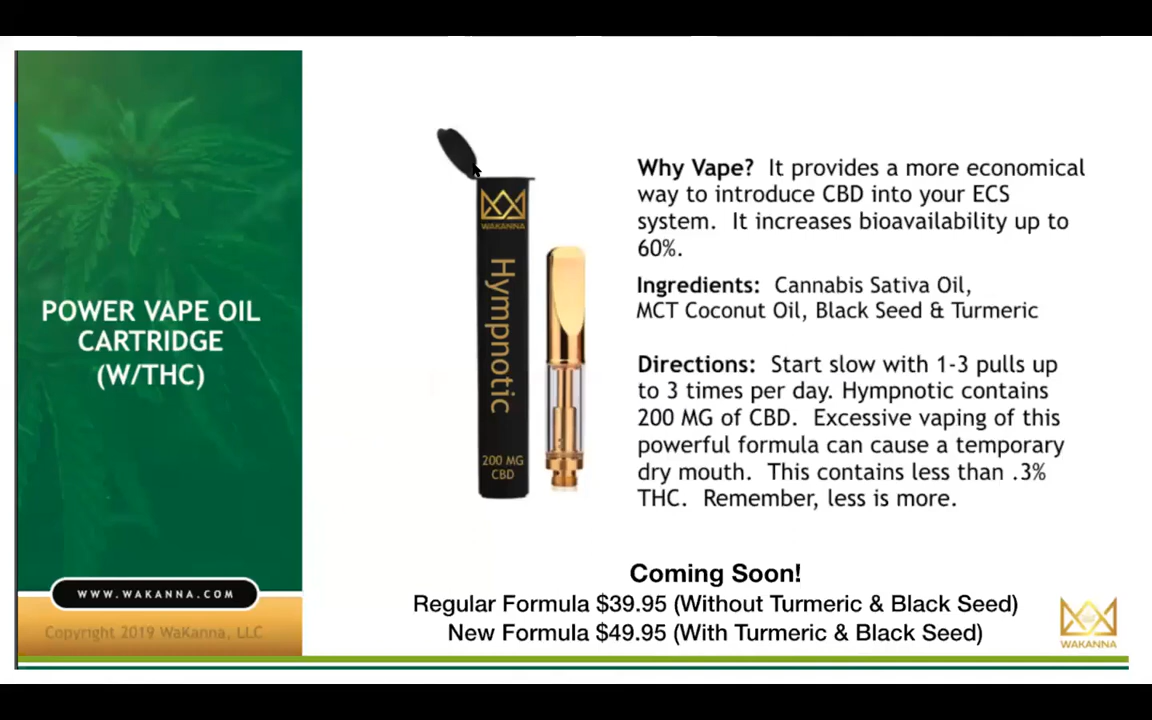 POWER VAPE OIL
CARTRIDGE
(W/THC)
WWW.WAKANNA.COM
Copyright 2019 WaKanna, LLC
WAKANNA
Hympnotic
200 MG
CBD
Why Vape? It provides a more economical
way to introduce CBD into your ECS
system. It increases bioavailability up to
60%.
Ingredients: Cannabis Sativa Oil,
MCT Coconut Oil, Black Seed & Turmeric
Directions: Start slow with 1-3 pulls up
to 3 times per day. Hympnotic contains
200 MG of CBD. Excessive vaping of this
powerful formula can cause a temporary
dry mouth. This contains less than .3%
THC. Remember, less is more.
Coming Soon!
Regular Formula $39.95 (Without Turmeric & Black Seed)
New Formula $49.95 (With Turmeric & Black Seed)
WAKANNA